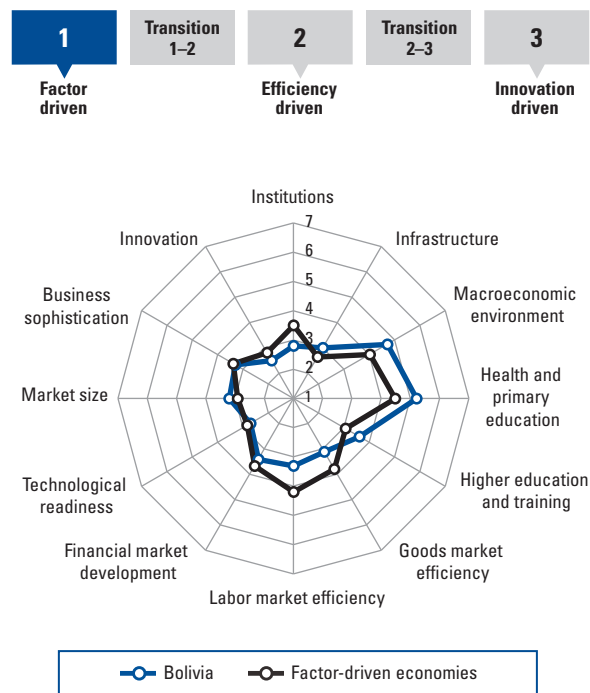 1
Transition
1–2
2
Transition
2–3
3
Factor
driven
Efficiency
driven
Innovation
driven
Institutions
Innovation
Infrastructure
Business
sophistication
Macroeconomic
environment
Market size
Health and
primary
education
Technological
readiness
Higher education
and training
Financial market
development
Goods market
efficiency
Labor market efficiency
7
6
5
4
3
2
1
Bolivia
Factor-driven economies